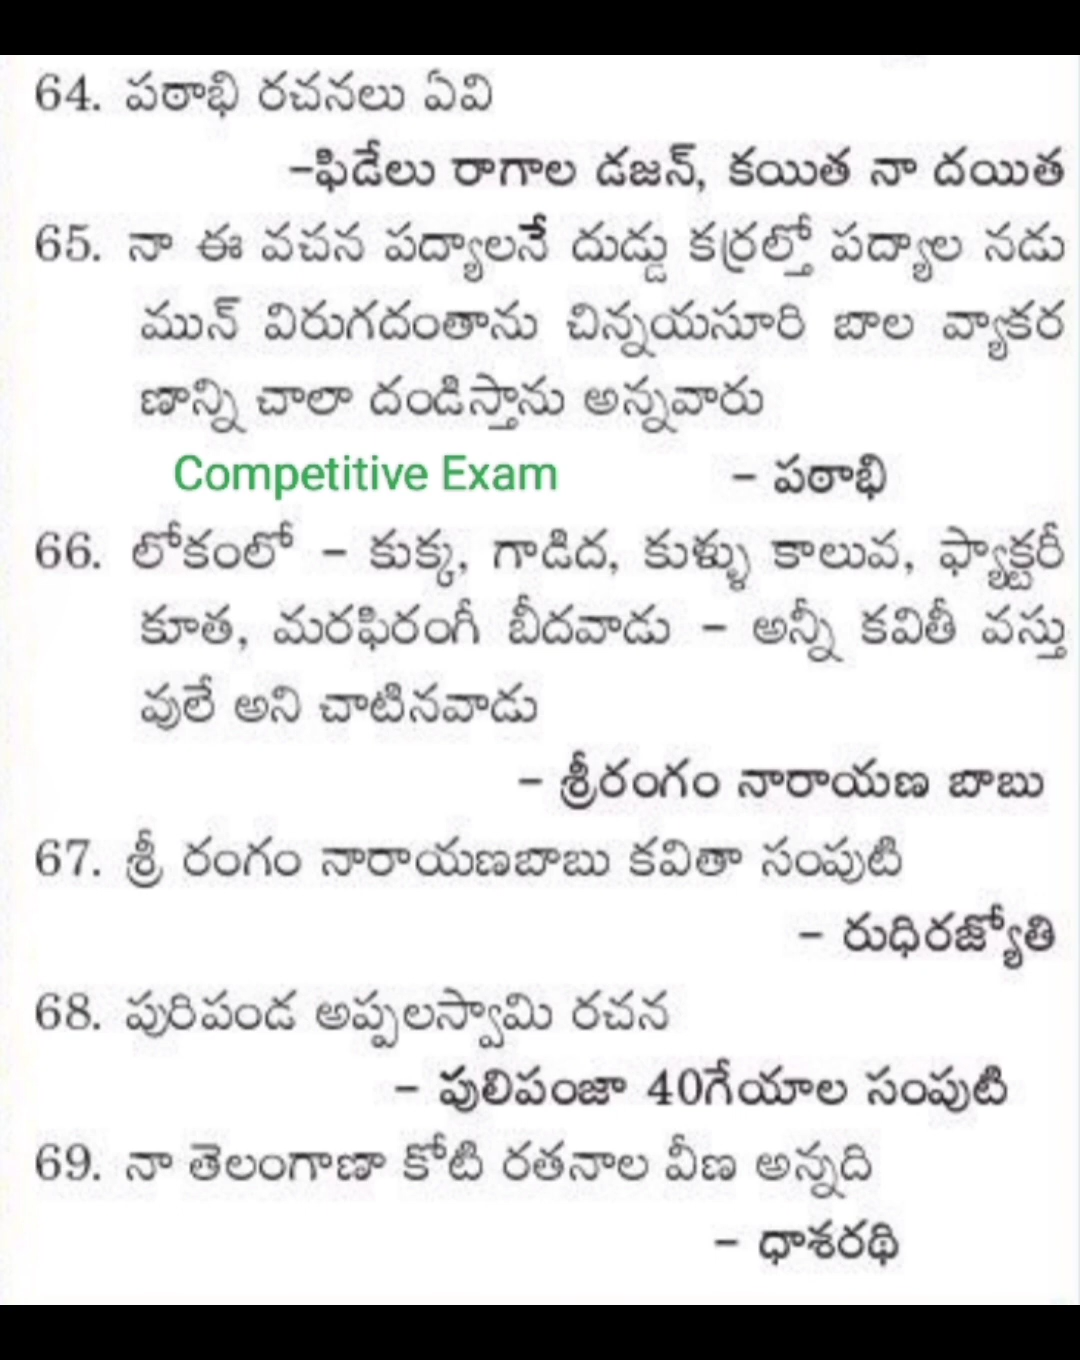 64. పఠాభి రచనలు ఏవి
-ఫిడేలు రాగాల డజన్, కయిత నా దయిత
65. నా ఈ వచన పద్యాలనే దుడ్డు కర్రల్తో పద్యాల నడు
మున్ విరుగదంతాను చిన్నయసూరి బాల వ్యాకర
ణాన్ని చాలా దండిస్తాను అన్నవారు
Competitive Exam - పఠాభి
66. లోకంలో - కుక్క, గాడిద, కుళ్ళు కాలువ, ఫ్యాక్టరీ
కూత, మరఫిరంగీ బీదవాడు - అన్నీ కవితీ వస్తు
వులే అని చాటినవాడు
- శ్రీరంగం నారాయణ బాబు
67. శ్రీ రంగం నారాయణబాబు కవితా సంపుటి
- రుధిరజ్యోతి
68. పురిపండ అప్పలస్వామి రచన
- పులిపంజా 40గేయాల సంపుటి
69. నా తెలంగాణా కోటి రతనాల వీణ అన్నది
- ధాశరథి